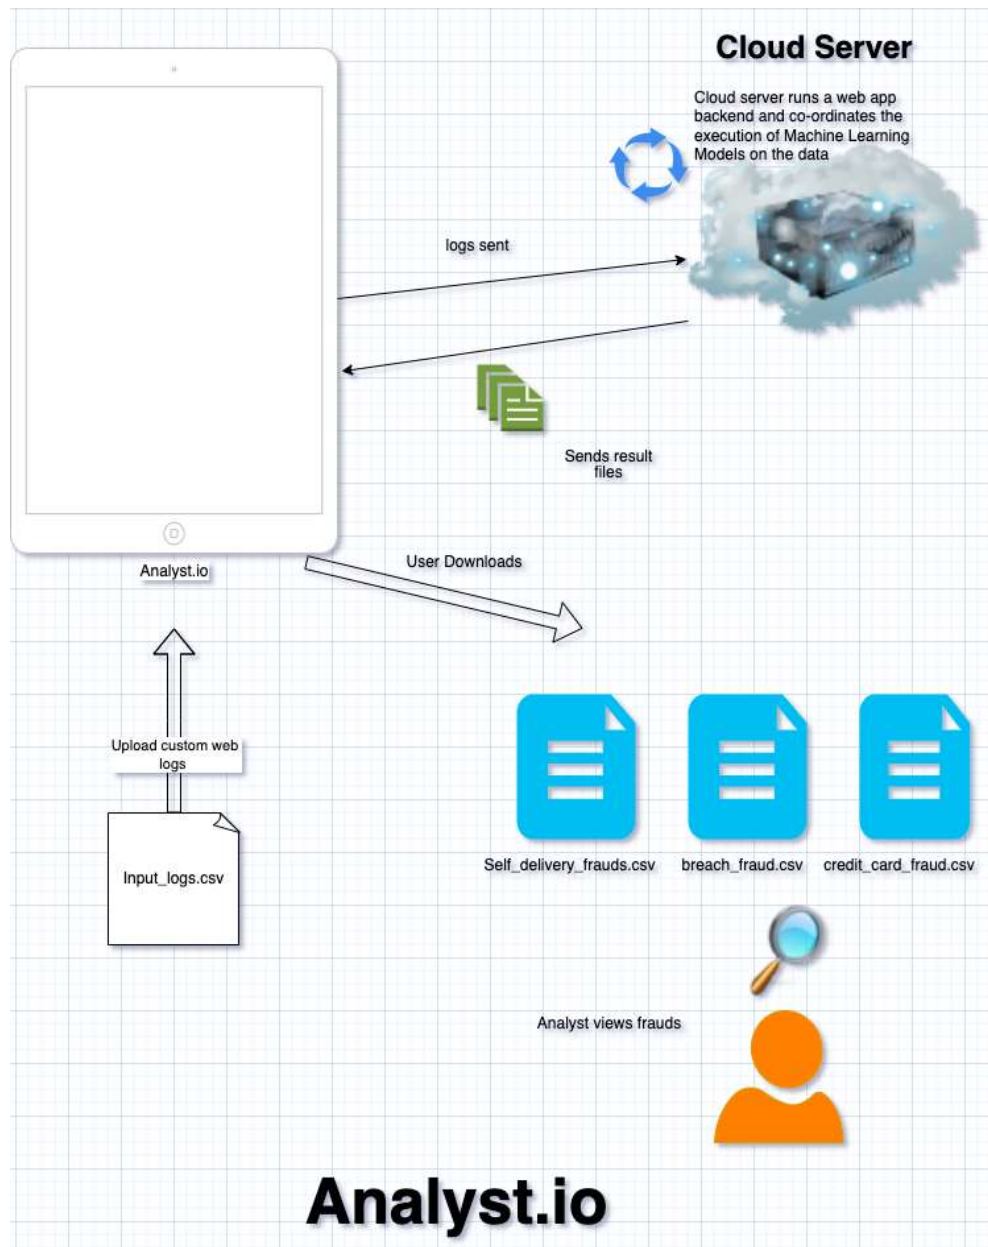 Cloud Server
Cloud server runs a web app
backend and co-ordinates the
execution of Machine Learning
Models on the data
logs sent
Sends result
files
Analyst.io
User Downloads
Upload custom web
logs
Input_logs.csv
Self_delivery_frauds.csv
breach_fraud.csv
credit_card_fraud.csv
Analyst views frauds
Analyst.io